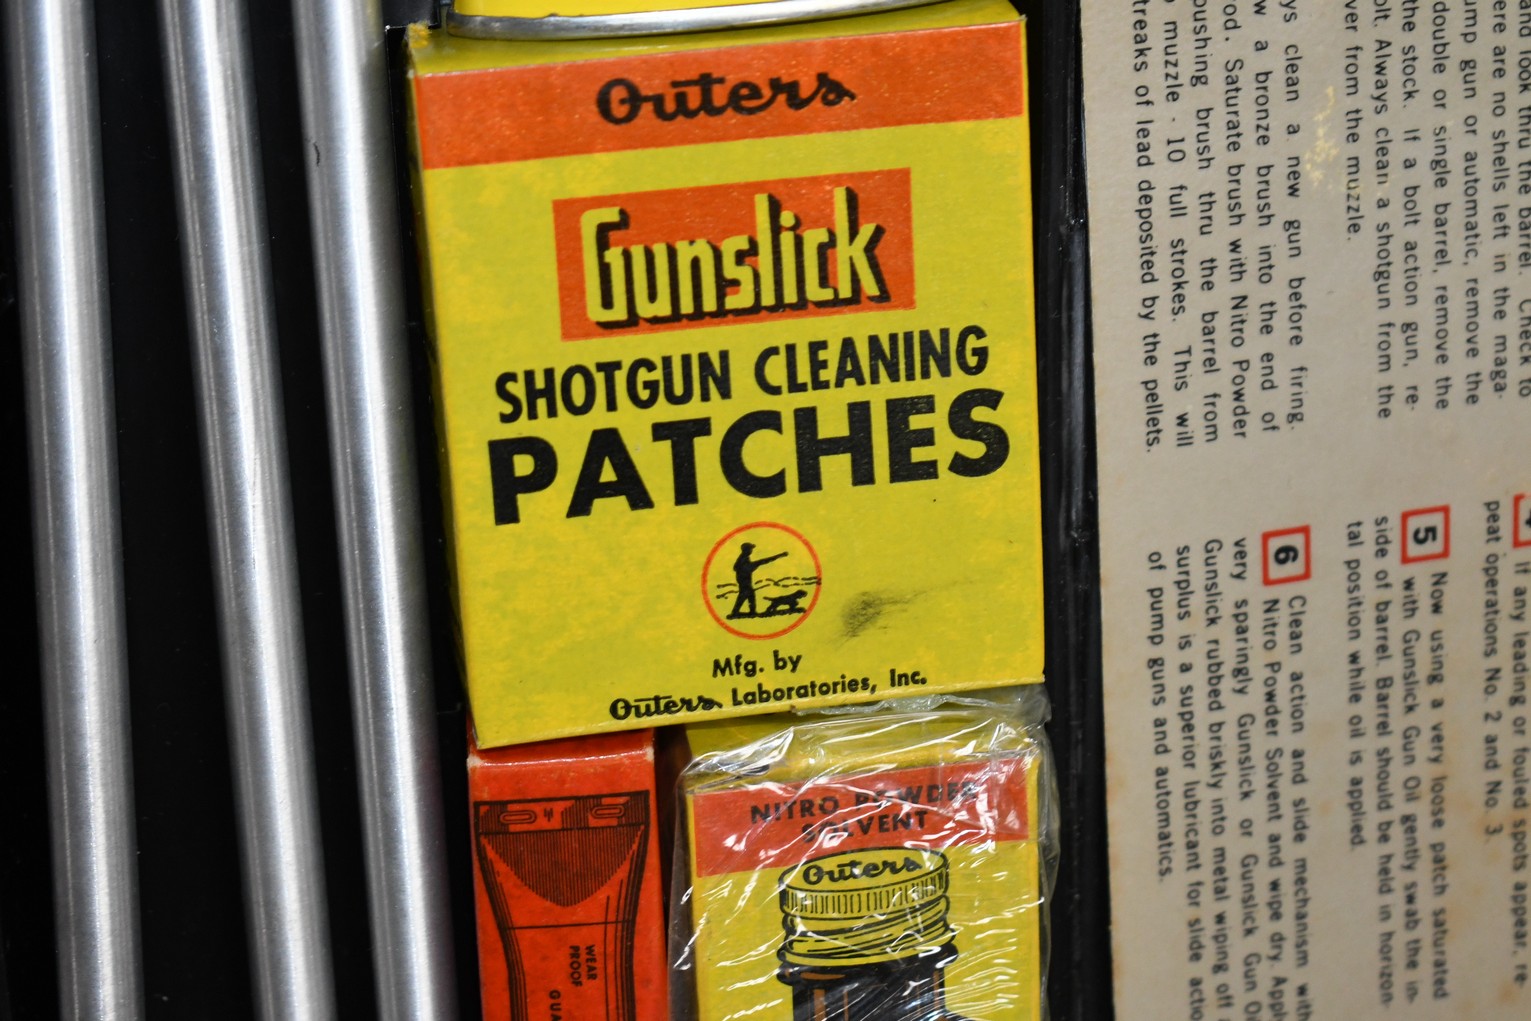 Outers
Gunslick
SHOTGUN CLEANING
PATCHES
Mfg. by
Outers Laboratories, Inc.
NITRO POWDER
SOLVENT
Outers
WEAR
PROOF
GUA
and look thru the barrel. Check to
ere are no shells left in the maga-
ump gun or automatic, remove the
double or single barrel, remove the
the stock. If a bolt action gun, re-
olt. Always clean a shotgun from the
ver from the muzzle.
ys clean a new gun before firing.
w a bronze brush into the end of
rod. Saturate brush with Nitro Powder
pushing brush thru the barrel from
muzzle - 10 full strokes. This will
treaks of lead deposited by the pellets.
If any leading or fouled spots appear, re-
peat operations No. 2 and No. 3.
5 Now using a very loose patch saturated
with Gunslick Gun Oil gently swab the in-
side of barrel. Barrel should be held in horizon-
tal position while oil is applied.
6 Clean action and slide mechanism with
Nitro Powder Solvent and wipe dry. Appl
very sparingly Gunslick or Gunslick Gun Oi
Gunslick rubbed briskly into metal wiping off
surplus is a superior lubricant for slide actio
of pump guns and automatics.